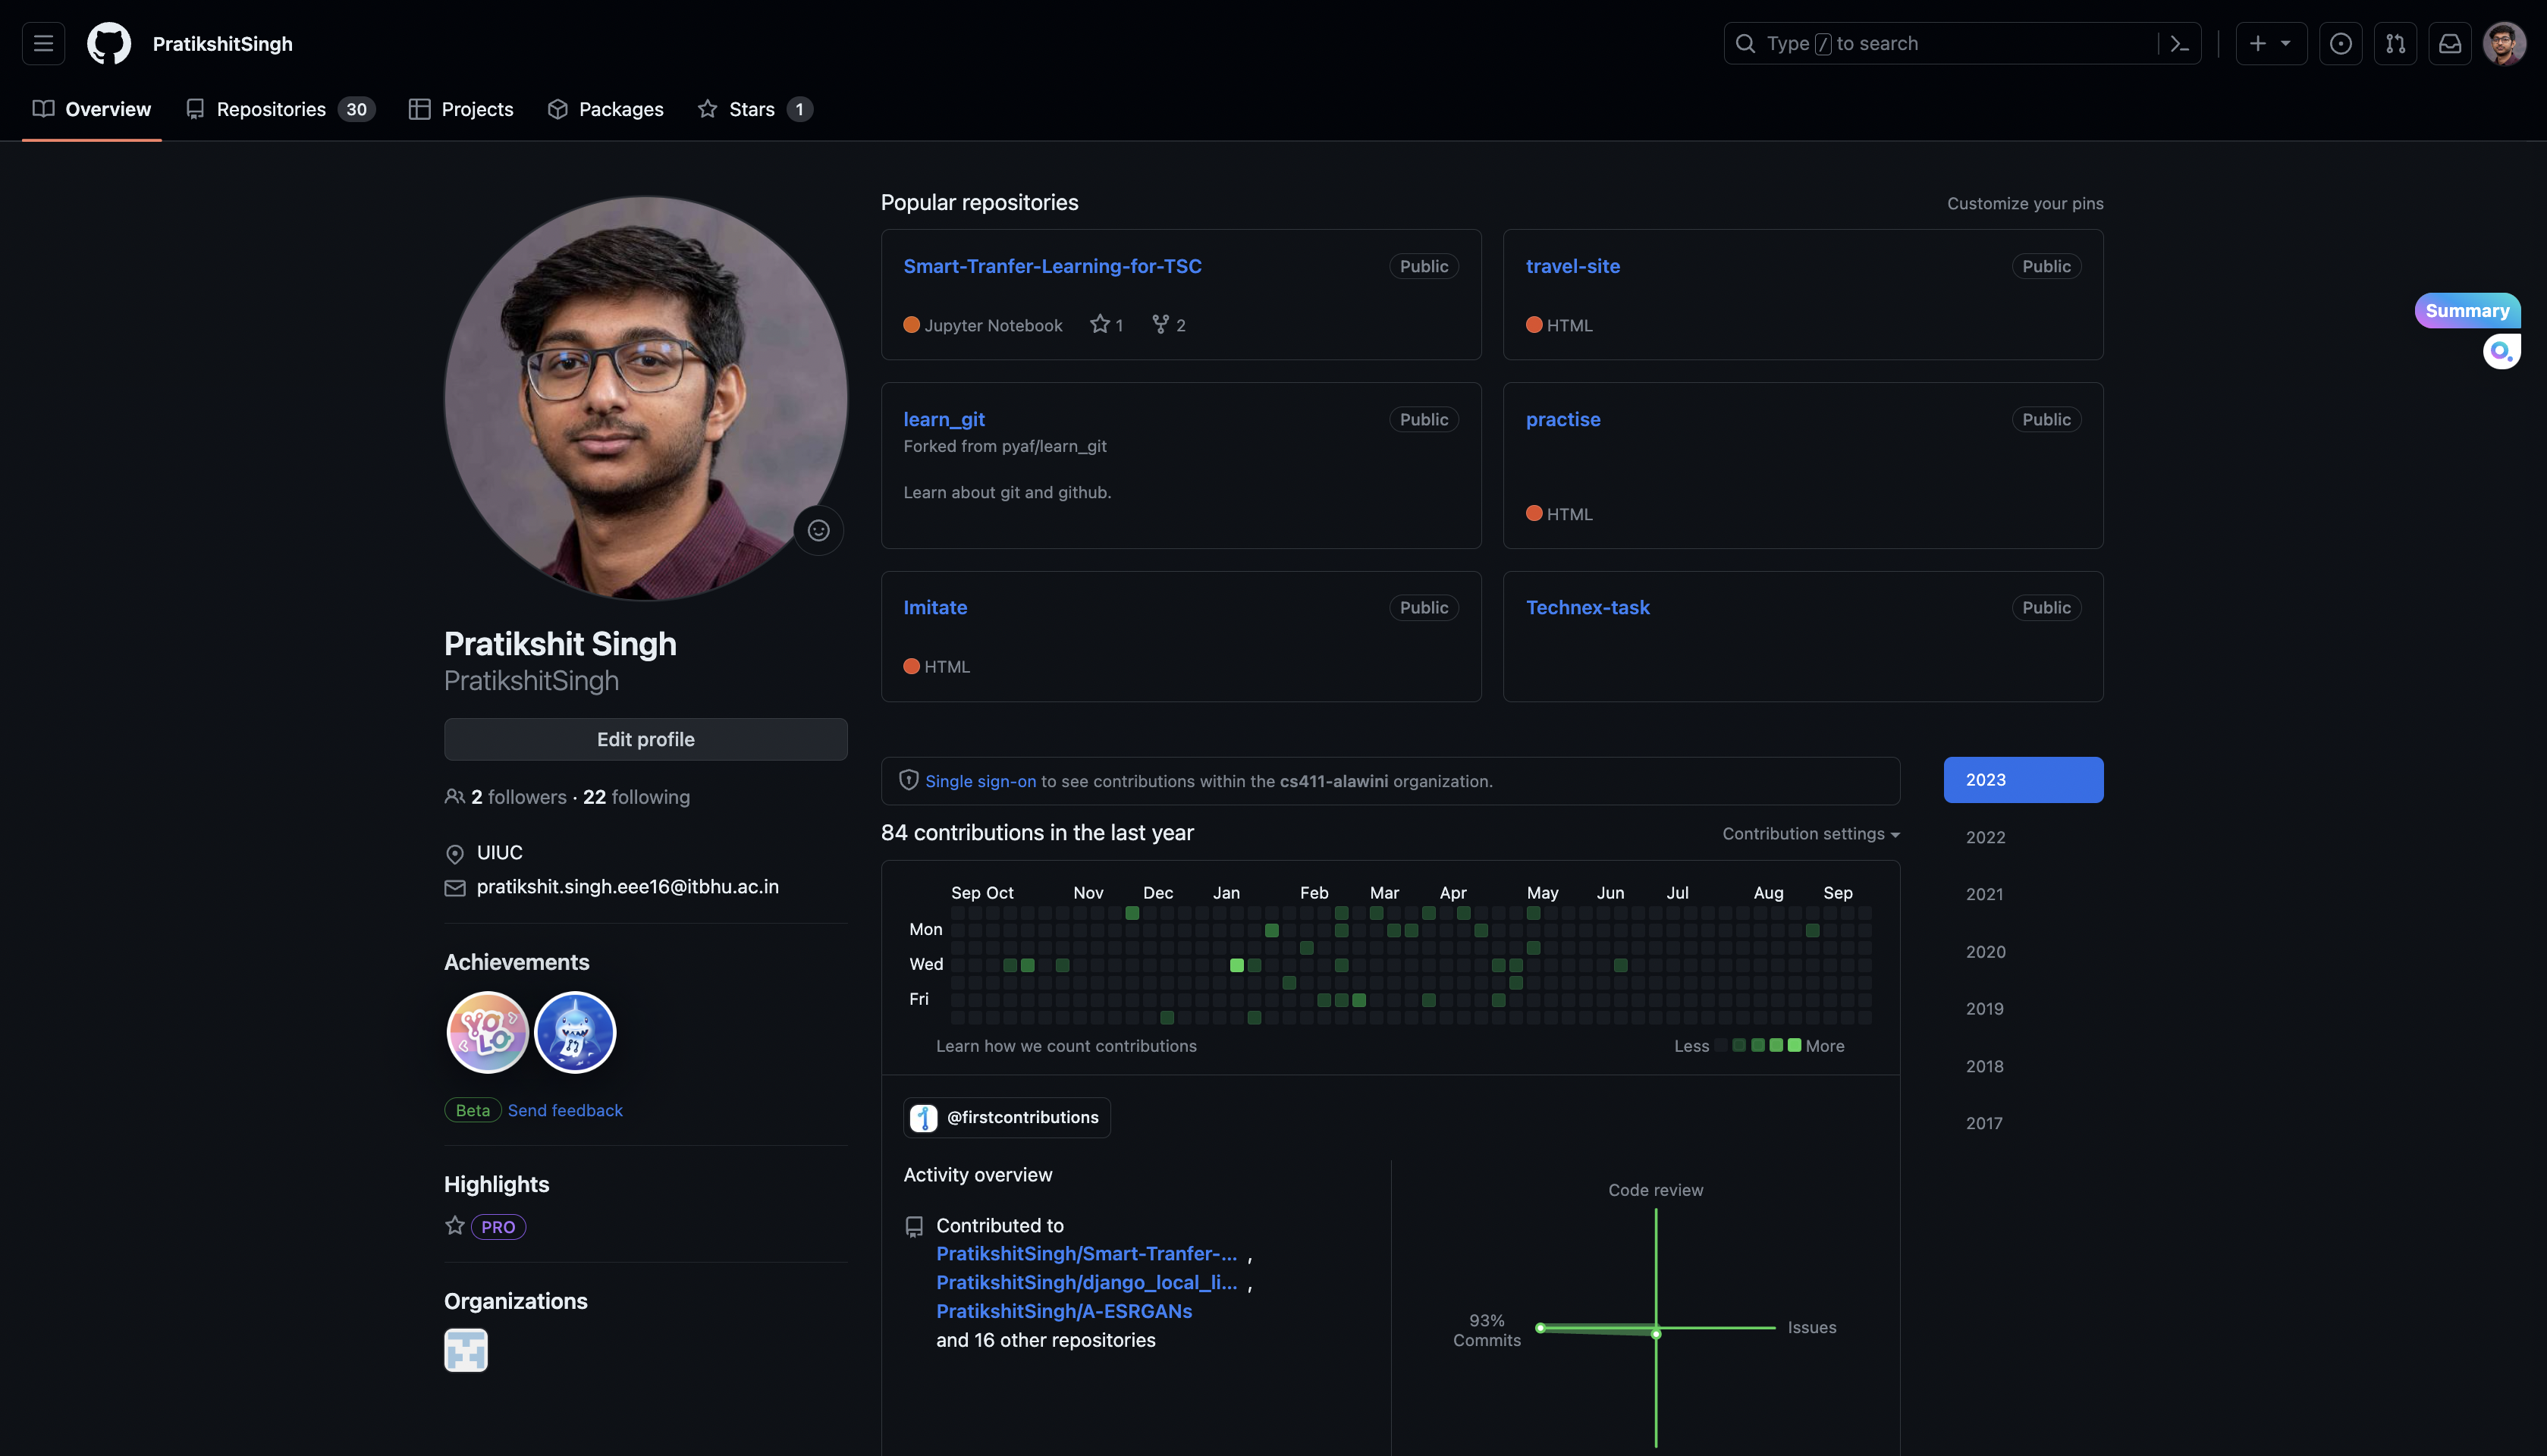 PratikshitSingh
Type / to search
Overview
Repositories 30
Projects
Packages
Stars 1
Pratikshit Singh
PratikshitSingh
Edit profile
2 followers · 22 following
UIUC
pratikshit.singh.eee16@itbhu.ac.in
Achievements
YOLO
Beta Send feedback
Highlights
PRO
Organizations
Popular repositories
Customize your pins
Smart-Tranfer-Learning-for-TSC Public
Jupyter Notebook 1 2
travel-site Public
HTML
learn_git Public
Forked from pyaf/learn_git
Learn about git and github.
practise Public
HTML
Imitate Public
HTML
Technex-task Public
Single sign-on to see contributions within the cs411-alawini organization.
84 contributions in the last year
Contribution settings
Sep Oct Nov Dec Jan Feb Mar Apr May Jun Jul Aug Sep
Mon
Wed
Fri
Learn how we count contributions
Less More
@firstcontributions
Activity overview
Contributed to
PratikshitSingh/Smart-Tranfer-... ,
PratikshitSingh/django_local_li... ,
PratikshitSingh/A-ESRGANs
and 16 other repositories
Code review
93%
Commits
Issues
2023
2022
2021
2020
2019
2018
2017
Summary